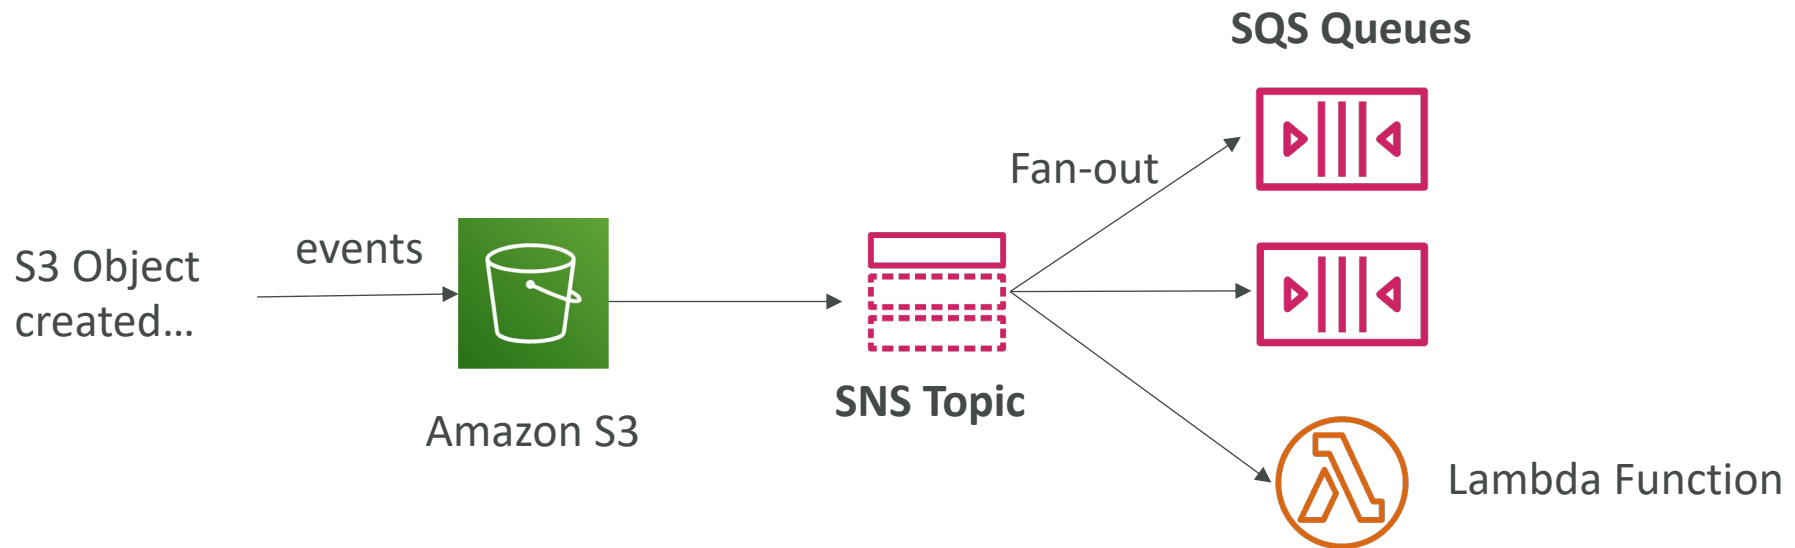 SQS Queues
Fan-out
events
S3 Object
created...
SNS Topic
Amazon S3
Lambda Function